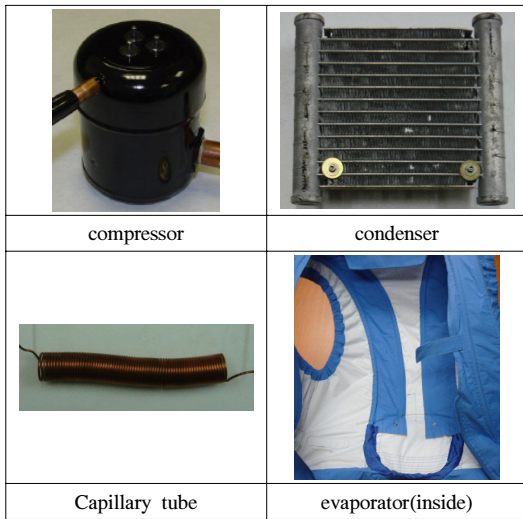 compressor
condenser
Capillary tube
evaporator(inside)